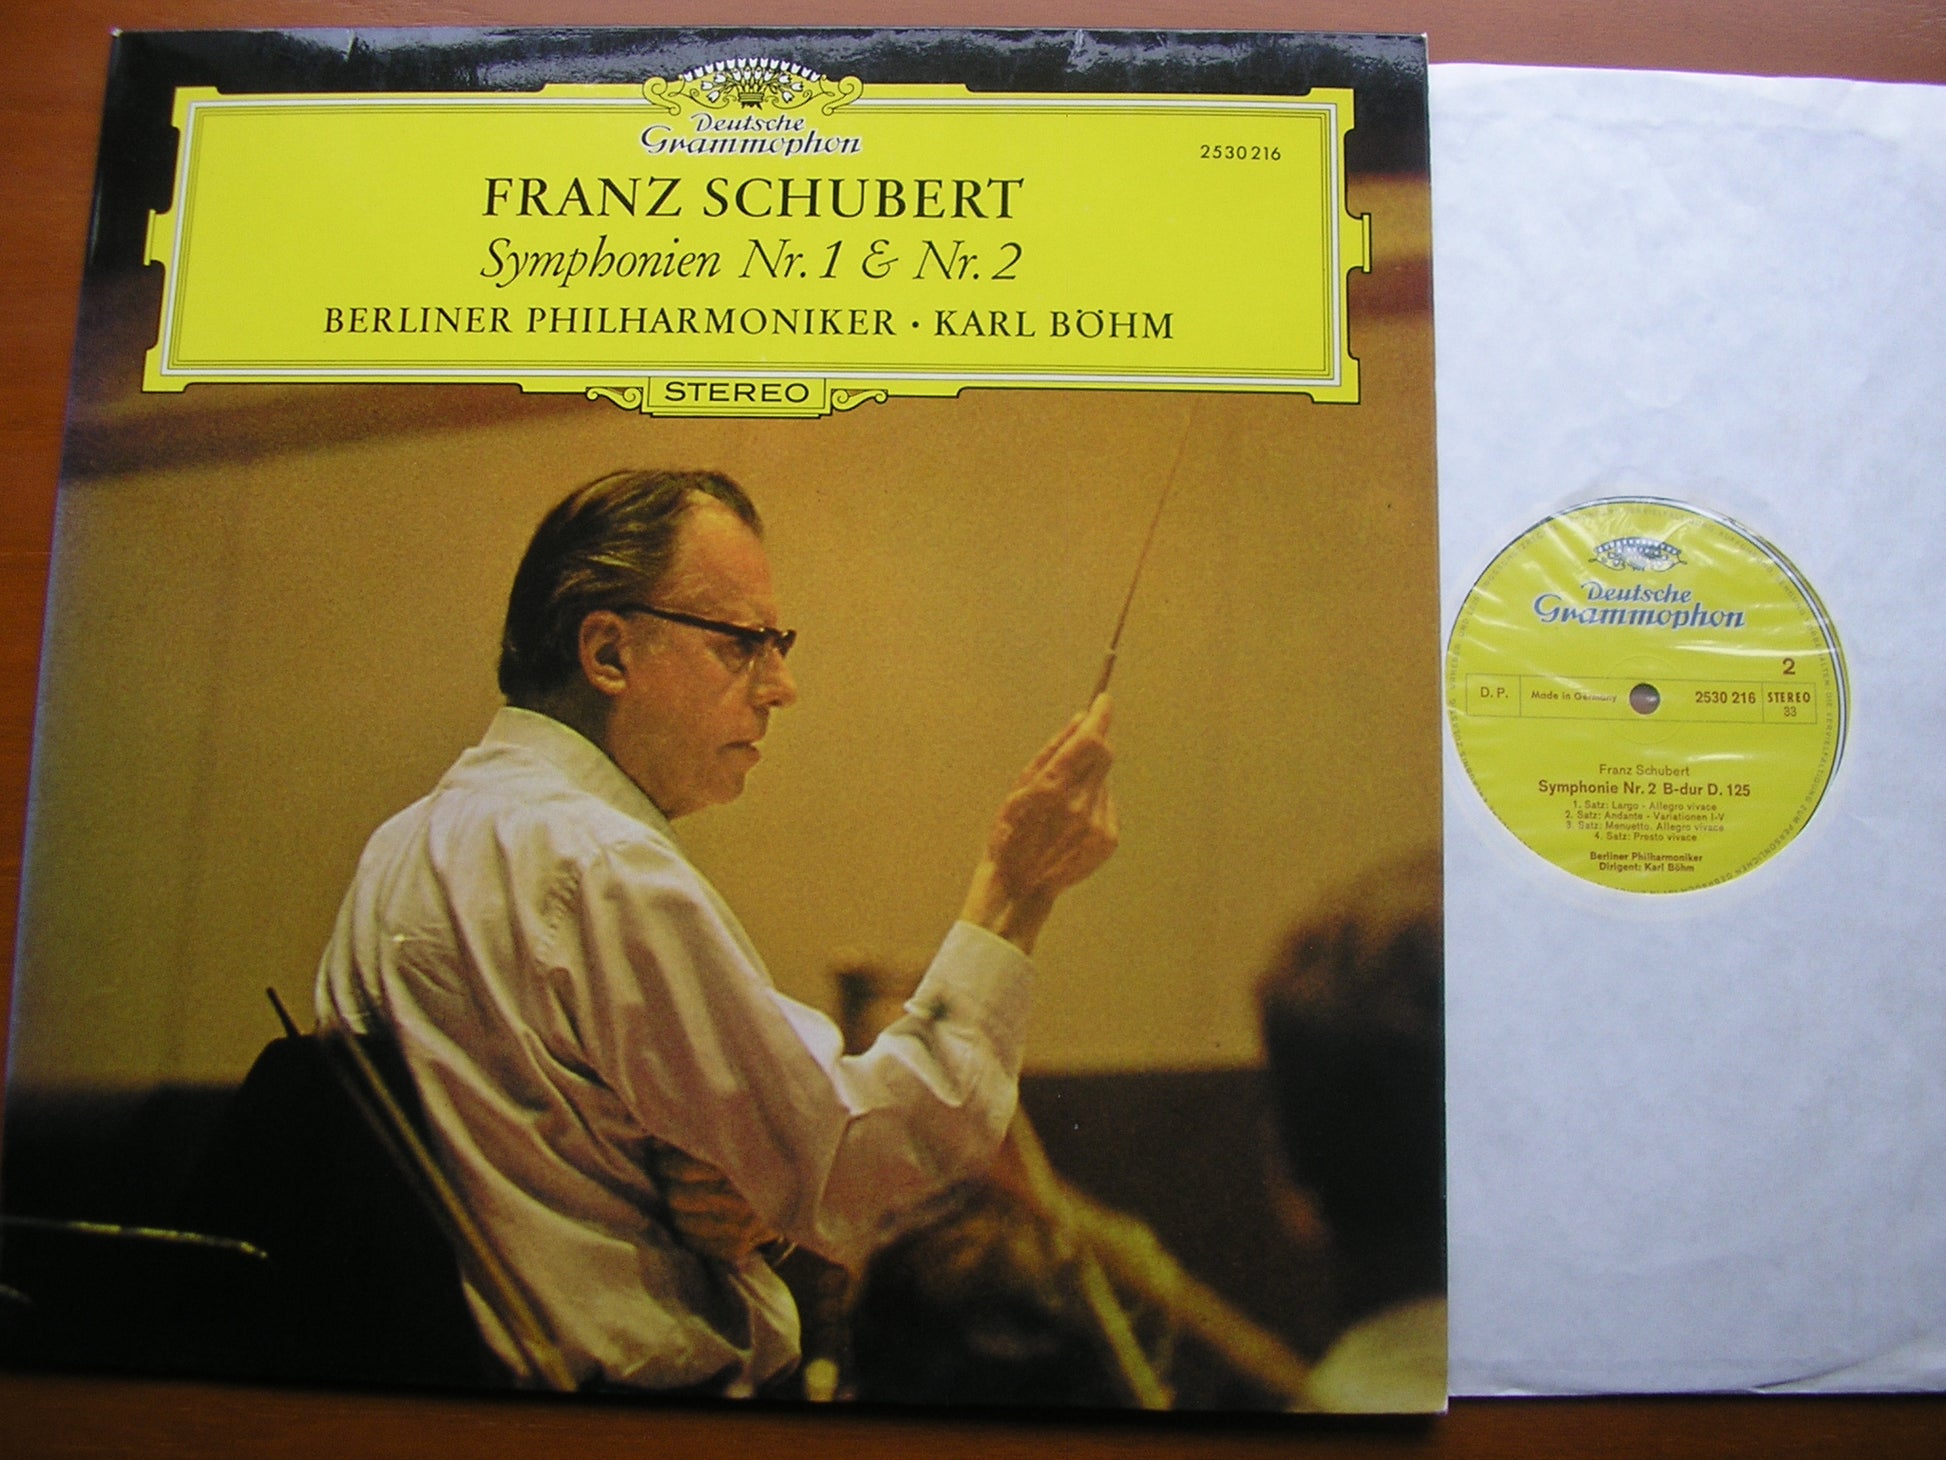 Deutsche
Grammophon
2530 216
FRANZ SCHUBERT
Symphonien Nr. 1 & Nr. 2
BERLINER PHILHARMONIKER · KARL BÖHM
STEREO
Deutsche
Grammophon
2
D. P. Made in Germany 2530 216 STEREO
33
Franz Schubert
Symphonie Nr. 2 B-dur D. 125
1. Satz: Largo - Allegro vivace
2. Satz: Andante - Variationen I-V
3. Satz: Menuetto. Allegro vivace
4. Satz: Presto vivace
Berliner Philharmoniker
Dirigent: Karl Böhm